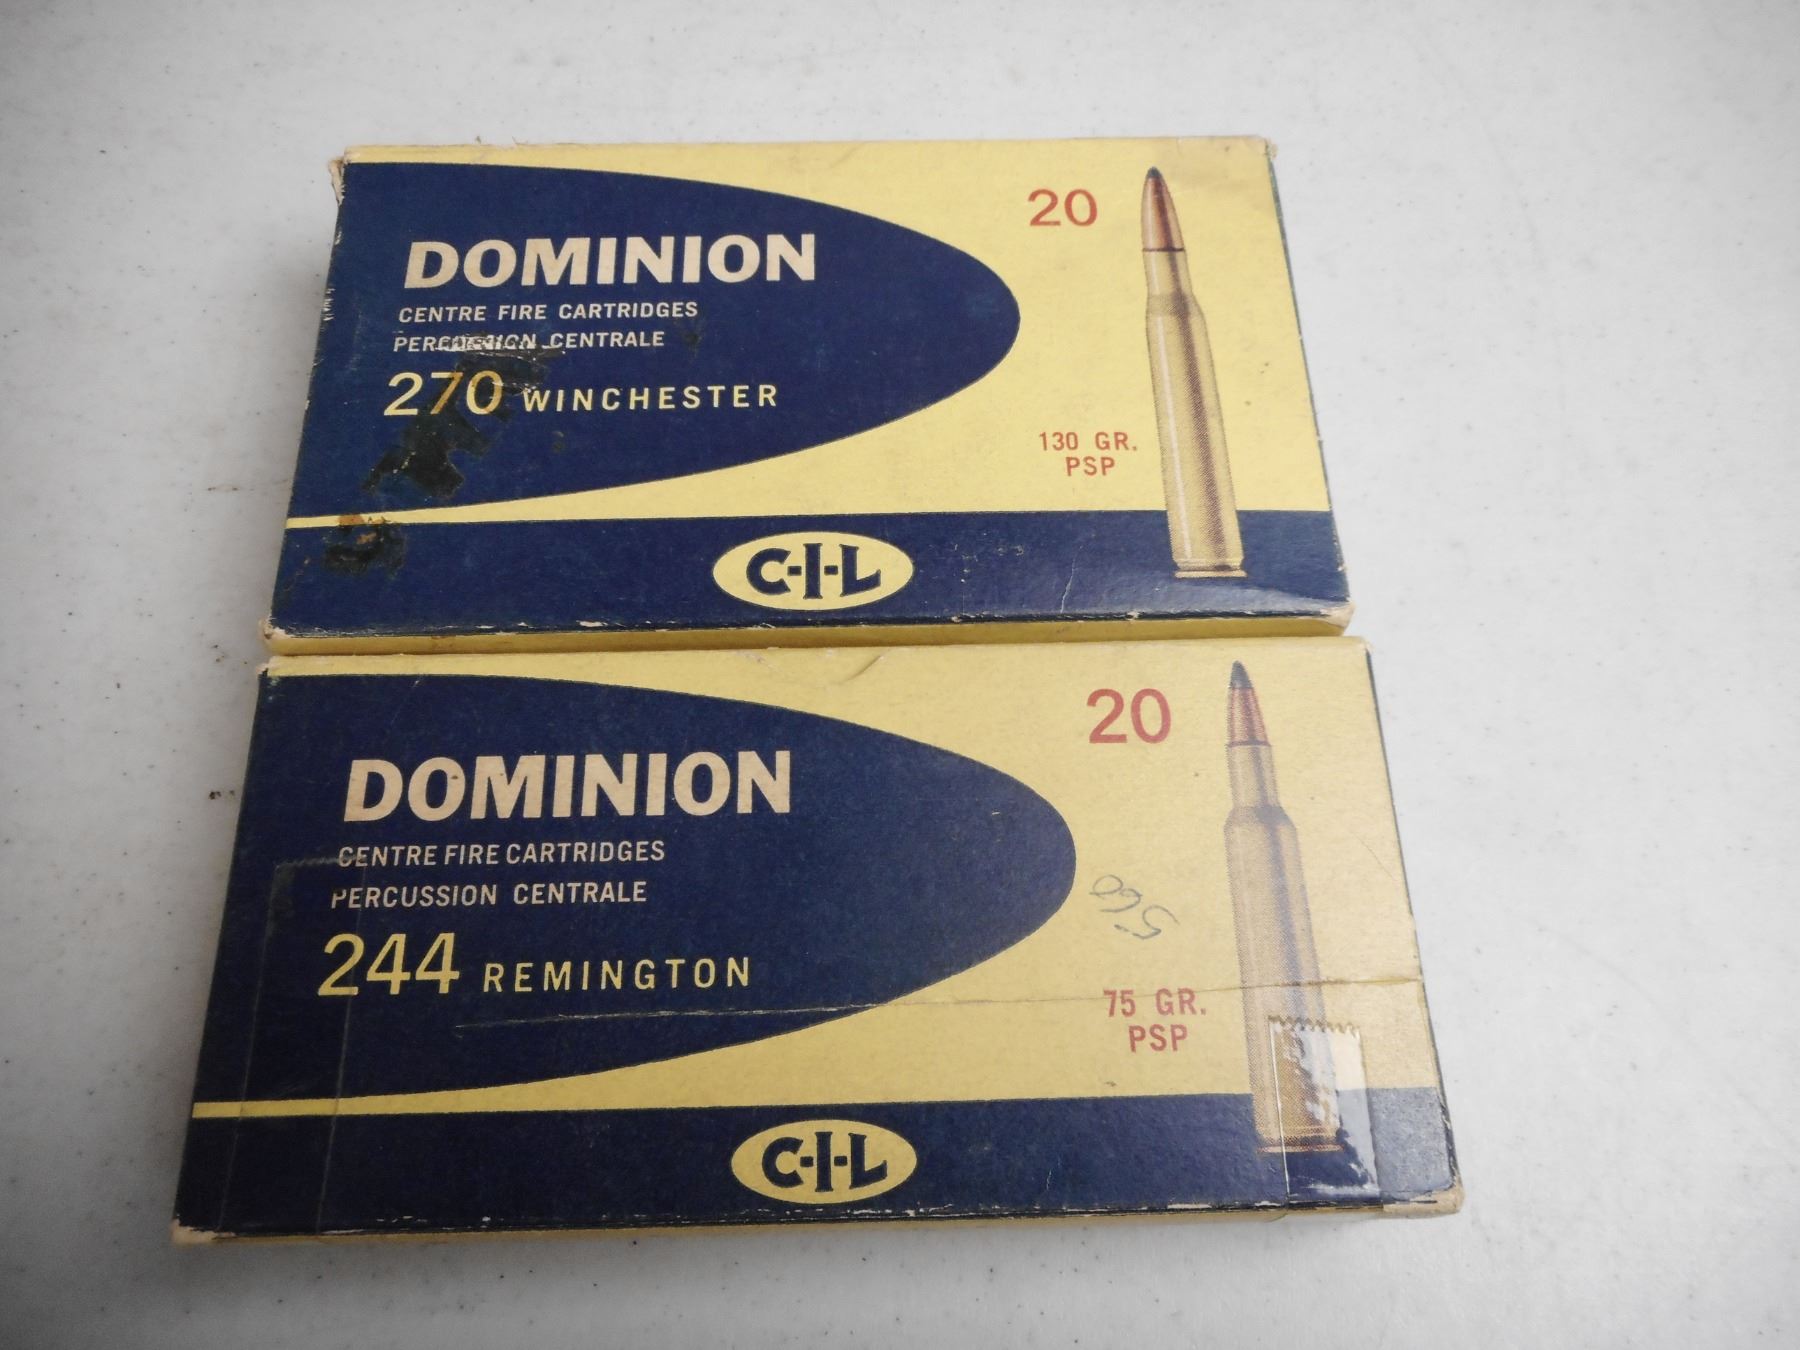 DOMINION
20
CENTRE FIRE CARTRIDGES
PERCUSSION CENTRALE
270 WINCHESTER
130 GR.
PSP
C-I-L
DOMINION
20
CENTRE FIRE CARTRIDGES
PERCUSSION CENTRALE
560
244 REMINGTON
75 GR.
PSP
C-I-L